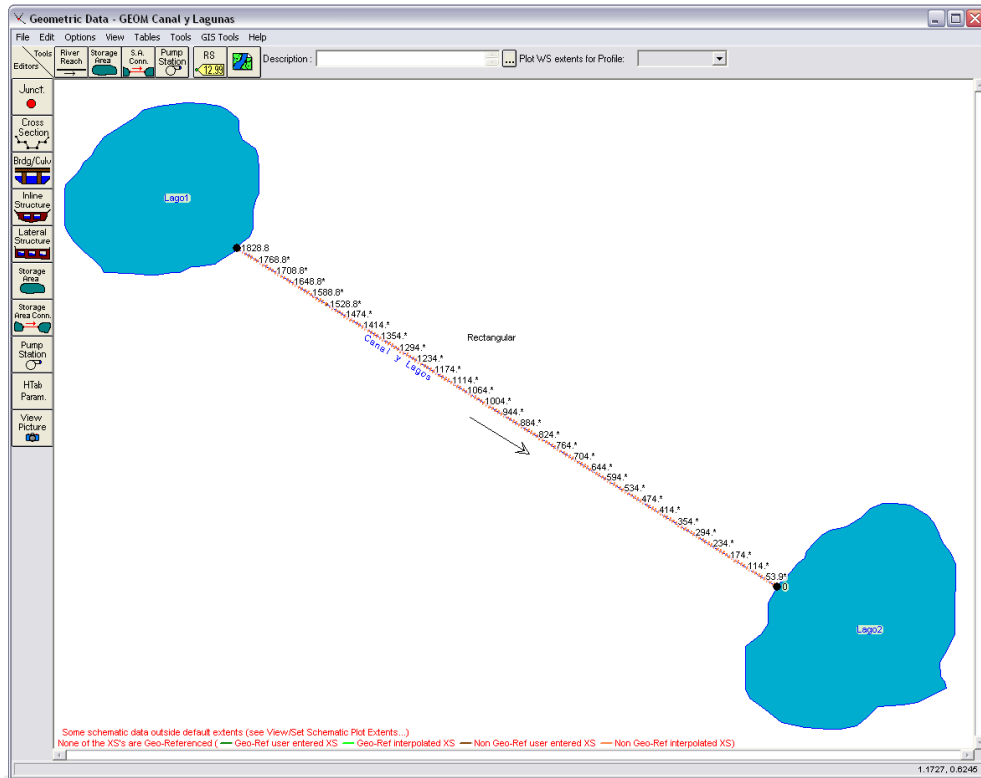 Geometric Data - GEOM Canal y Lagunas
File Edit Options View Tables Tools GIS Tools Help
Tools
Editors
River
Reach
Storage
Area
S.A.
Conn.
Pump
Station
RS
12.99
Description :
...
Plot WS extents for Profile:
Junct.
Cross
Section
Brdg/Culv
Inline
Structure
Lateral
Structure
Storage
Area
Storage
Area Conn.
Pump
Station
HTab
Param.
View
Picture
Lago1
1828.8
1768.8*
1708.8*
1648.8*
1588.8*
1528.8*
1474.*
1414.*
1354.*
1294.*
1234.*
1174.*
1114.*
1064.*
1004.*
944.*
884.*
824.*
764.*
704.*
644.*
594.*
534.*
474.*
414.*
354.*
294.*
234.*
174.*
114.*
53.9*
0
Rectangular
Canal y Lagos
Lago2
Some schematic data outside default extents (see View/Set Schematic Plot Extents...)
None of the XS's are Geo-Referenced ( Geo-Ref user entered XS Geo-Ref interpolated XS Non Geo-Ref user entered XS Non Geo-Ref interpolated XS)
1.1727, 0.6245